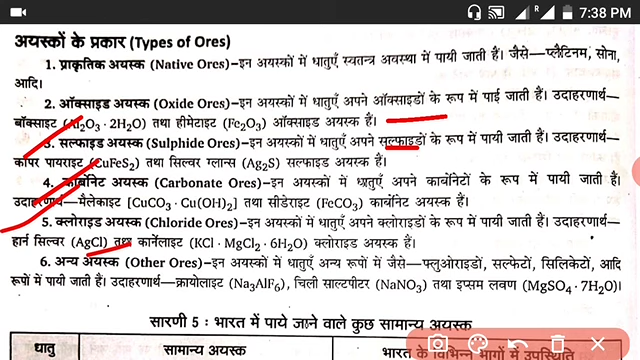 R
7:38 PM
अयस्कों के प्रकार (Types of Ores)
1. प्राकृतिक अयस्क (Native Ores)–इन अयस्कों में धातुएँ स्वतन्त्र अवस्था में पायी जाती हैं। जैसे—प्लैटिनम, सोना,
आदि।
2. ऑक्साइड अयस्क (Oxide Ores)–इन अयस्कों में धातुएँ अपने ऑक्साइडों के रूप में पाई जाती हैं। उदाहरणार्थ–
बॉक्साइट (Al₂O₃ · 2H₂O) तथा हीमेटाइट (Fe₂O₃) ऑक्साइड अयस्क हैं।
3. सल्फाइड अयस्क (Sulphide Ores)–इन अयस्कों में धातुएँ अपने सल्फाइडों के रूप में पायी जाती हैं। उदाहरणार्थ–
कॉपर पायराइट (CuFeS₂) तथा सिल्वर ग्लान्स (Ag₂S) सल्फाइड अयस्क हैं।
4. कार्बोनेट अयस्क (Carbonate Ores)–इन अयस्कों में धातुएँ अपने कार्बोनेटों के रूप में पायी जाती हैं।
उदाहरणार्थ–मैलेकाइट [CuCO₃ · Cu(OH)₂] तथा सीडेराइट (FeCO₃) कार्बोनेट अयस्क हैं।
5. क्लोराइड अयस्क (Chloride Ores)–इन अयस्कों में धातुएँ अपने क्लोराइडों के रूप में पायी जाती हैं। उदाहरणार्थ–
हार्न सिल्वर (AgCl) तथा कार्नेलाइट (KCl · MgCl₂ · 6H₂O) क्लोराइड अयस्क हैं।
6. अन्य अयस्क (Other Ores)–इन अयस्कों में धातुएँ अन्य रूपों में जैसे–फ्लुओराइडों, सल्फेटों, सिलिकेटों, आदि
रूपों में पायी जाती हैं। उदाहरणार्थ–क्रायोलाइट (Na₃AlF₆), चिली साल्टपीटर (NaNO₃) तथा इप्सम लवण (MgSO₄ · 7H₂O)।
सारणी 5 : भारत में पाये जाने वाले कुछ सामान्य अयस्क
धातु
सामान्य अयस्क
भारत के विभिन्न भागों में उपस्थिति